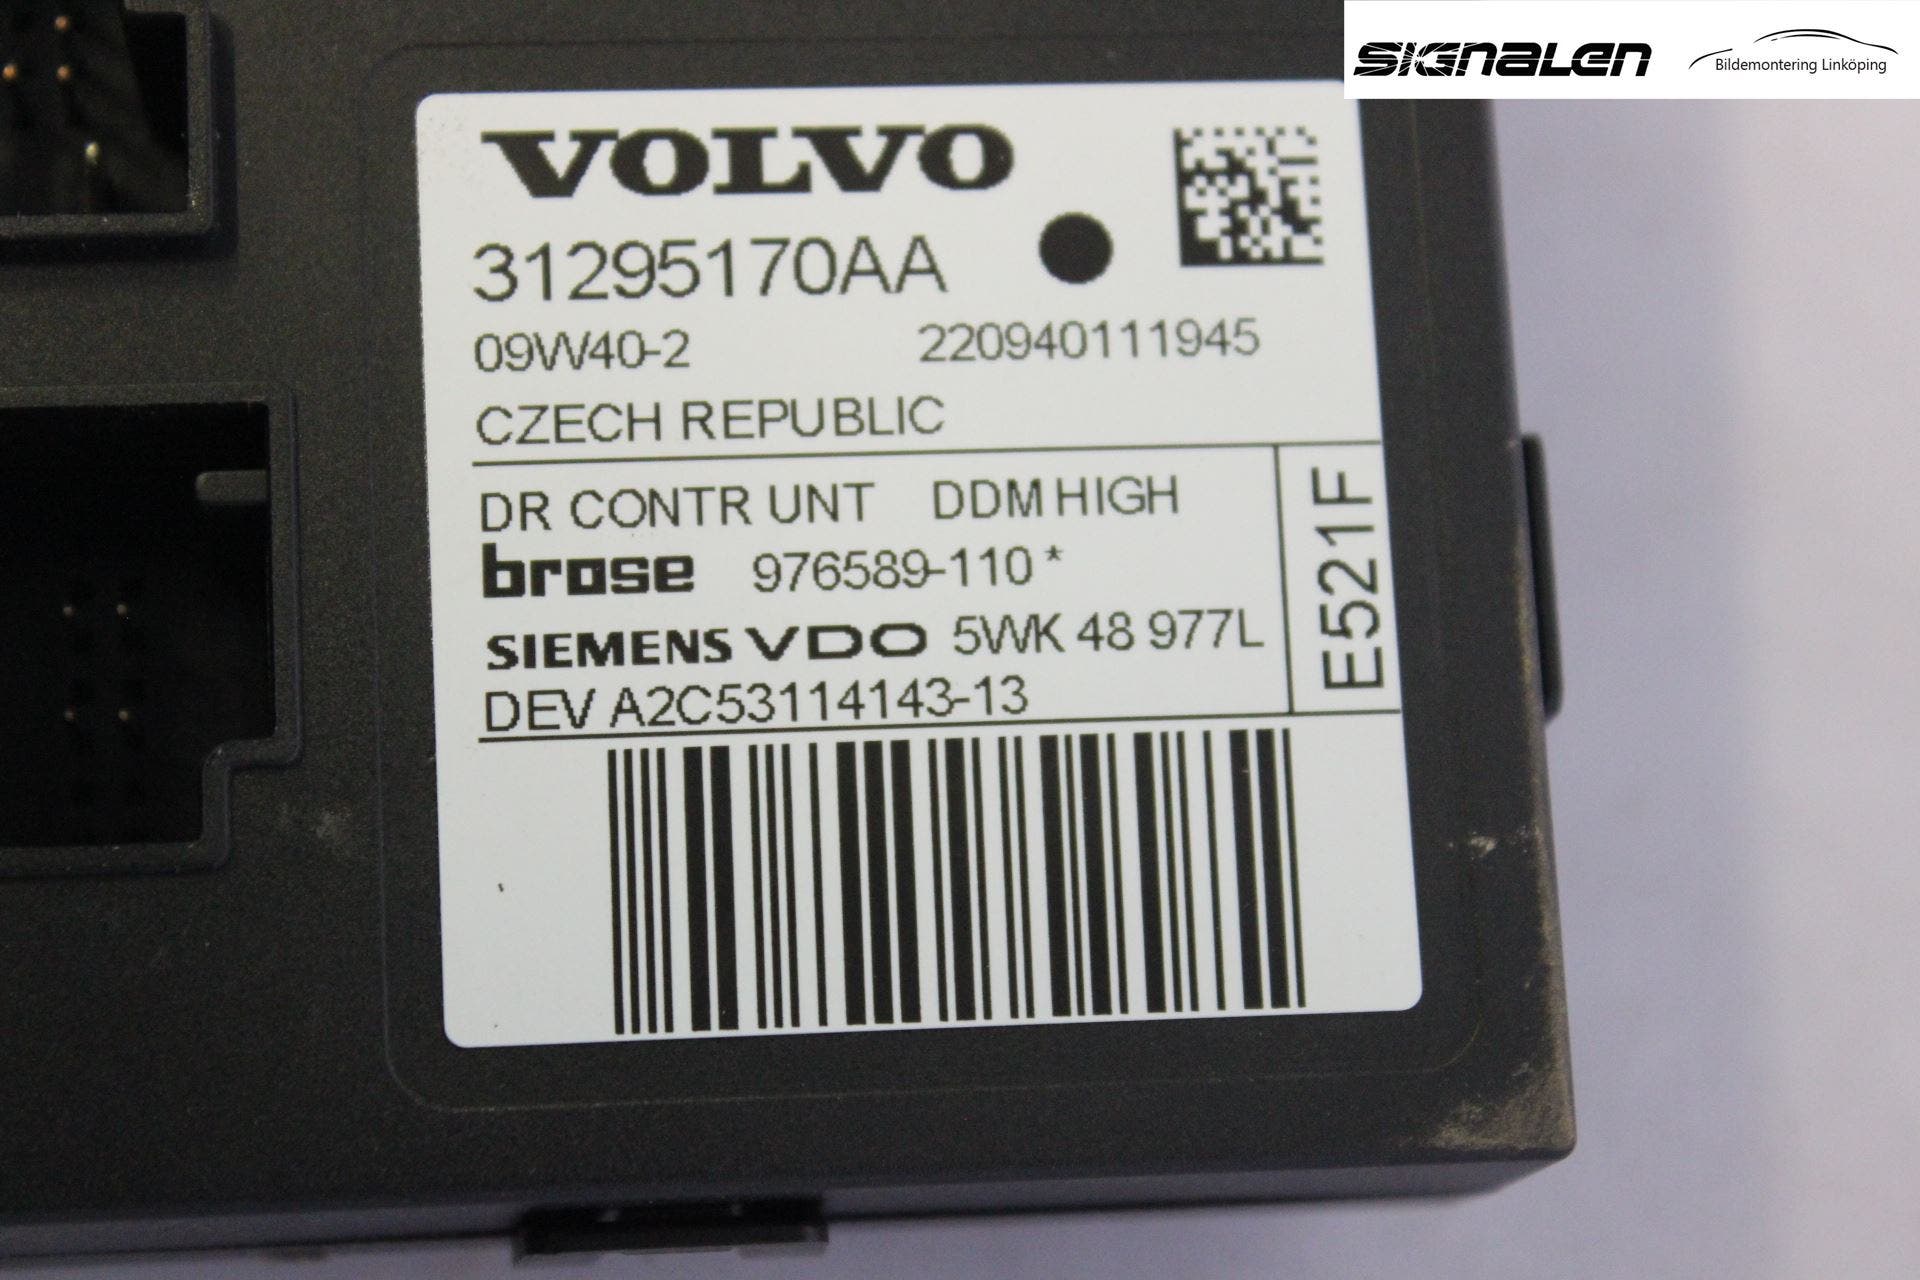 SIGNALEN
Bildemontering Linköping
VOLVO
31295170AA
09W40-2 220940111945
CZECH REPUBLIC
DR CONTR UNT DDM HIGH
brose 976589-110 *
SIEMENS VDO 5WK 48 977L
DEV A2C53114143-13
E521F